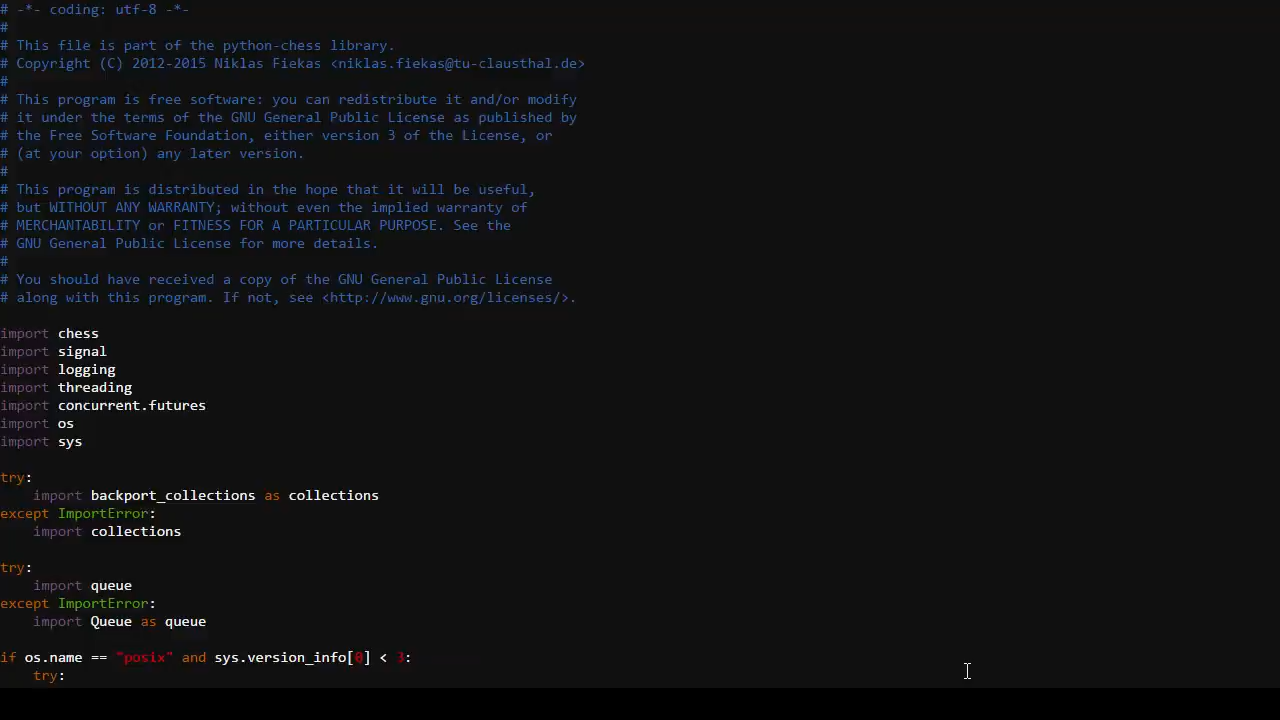 # -*- coding: utf-8 -*-
#
# This file is part of the python-chess library.
# Copyright (C) 2012-2015 Niklas Fiekas <niklas.fiekas@tu-clausthal.de>
#
# This program is free software: you can redistribute it and/or modify
# it under the terms of the GNU General Public License as published by
# the Free Software Foundation, either version 3 of the License, or
# (at your option) any later version.
#
# This program is distributed in the hope that it will be useful,
# but WITHOUT ANY WARRANTY; without even the implied warranty of
# MERCHANTABILITY or FITNESS FOR A PARTICULAR PURPOSE. See the
# GNU General Public License for more details.
#
# You should have received a copy of the GNU General Public License
# along with this program. If not, see <http://www.gnu.org/licenses/>.

import chess
import signal
import logging
import threading
import concurrent.futures
import os
import sys

try:
    import backport_collections as collections
except ImportError:
    import collections

try:
    import queue
except ImportError:
    import Queue as queue

if os.name == "posix" and sys.version_info[0] < 3:
    try: